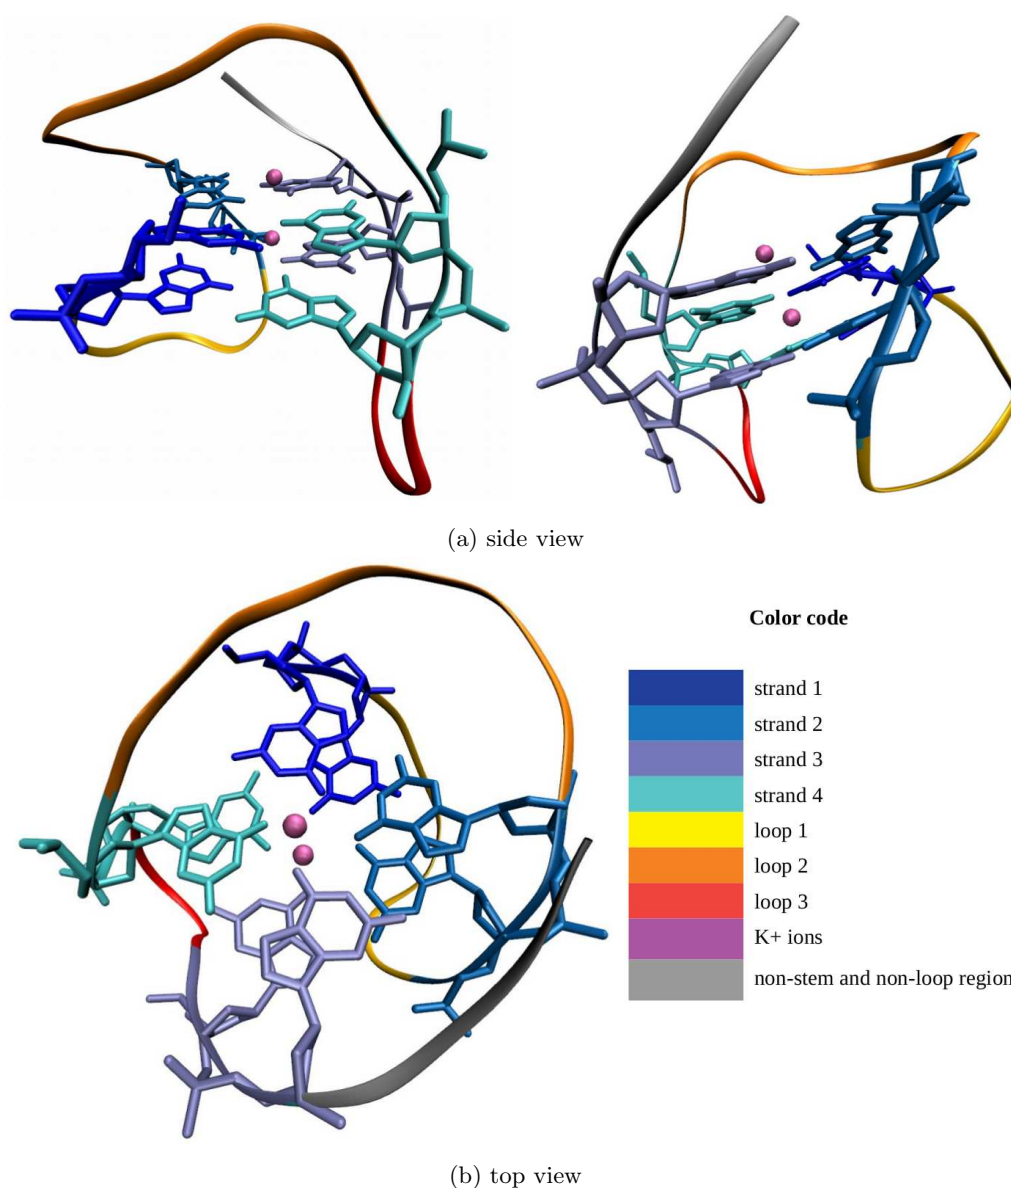 (a) side view
Color code
strand 1
strand 2
strand 3
strand 4
loop 1
loop 2
loop 3
K+ ions
non-stem and non-loop region
(b) top view